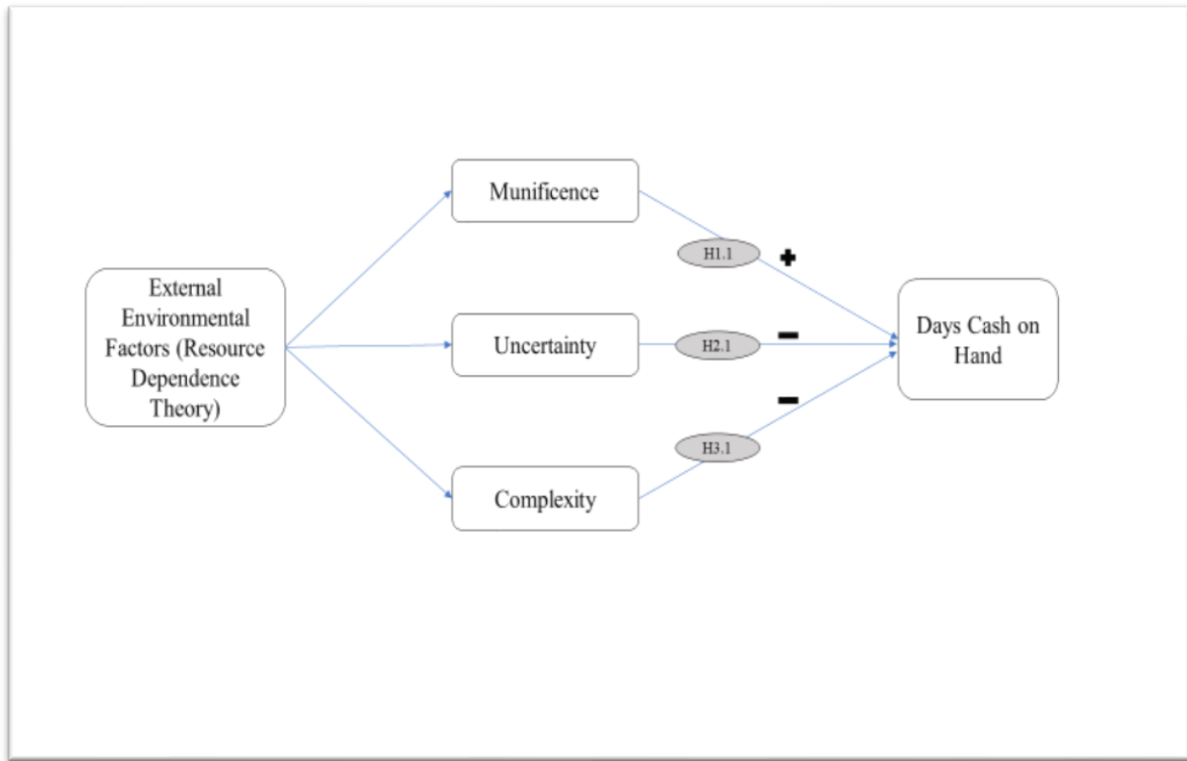 External
Environmental
Factors (Resource
Dependence
Theory)
Munificence
Uncertainty
Complexity
H1.1
+
H2.1
-
H3.1
-
Days Cash on
Hand